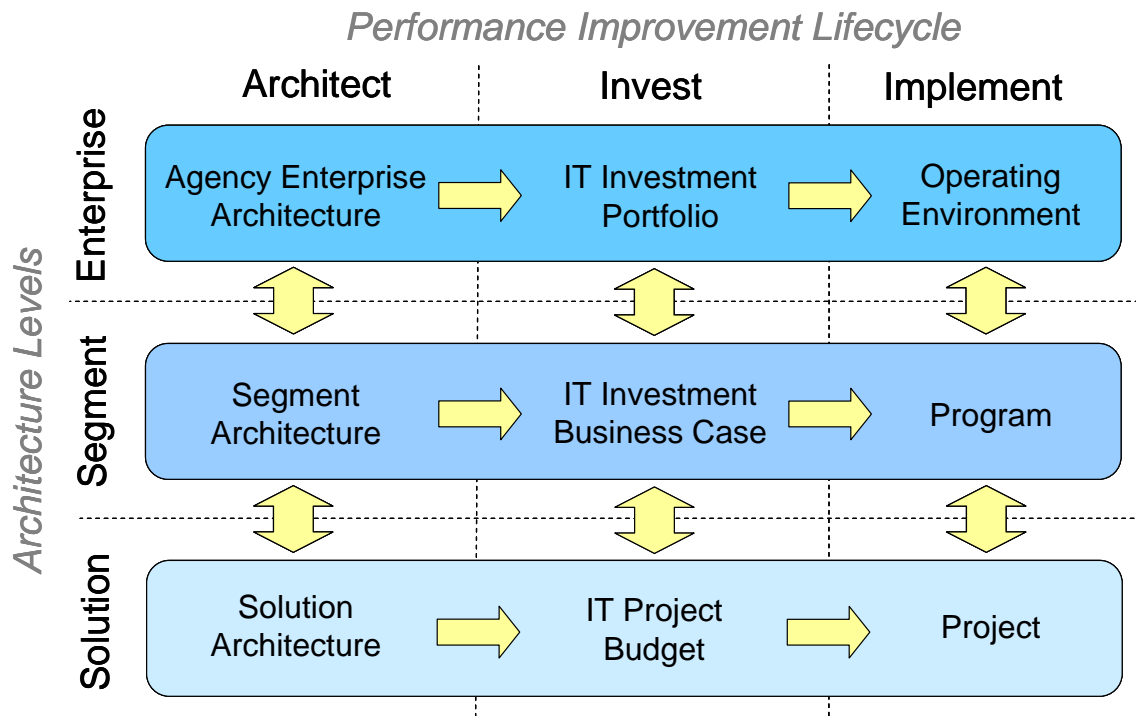 Performance Improvement Lifecycle
Architect
Invest
Implement
Architecture Levels
Enterprise
Agency Enterprise
Architecture
IT Investment
Portfolio
Operating
Environment
Segment
Segment
Architecture
IT Investment
Business Case
Program
Solution
Solution
Architecture
IT Project
Budget
Project